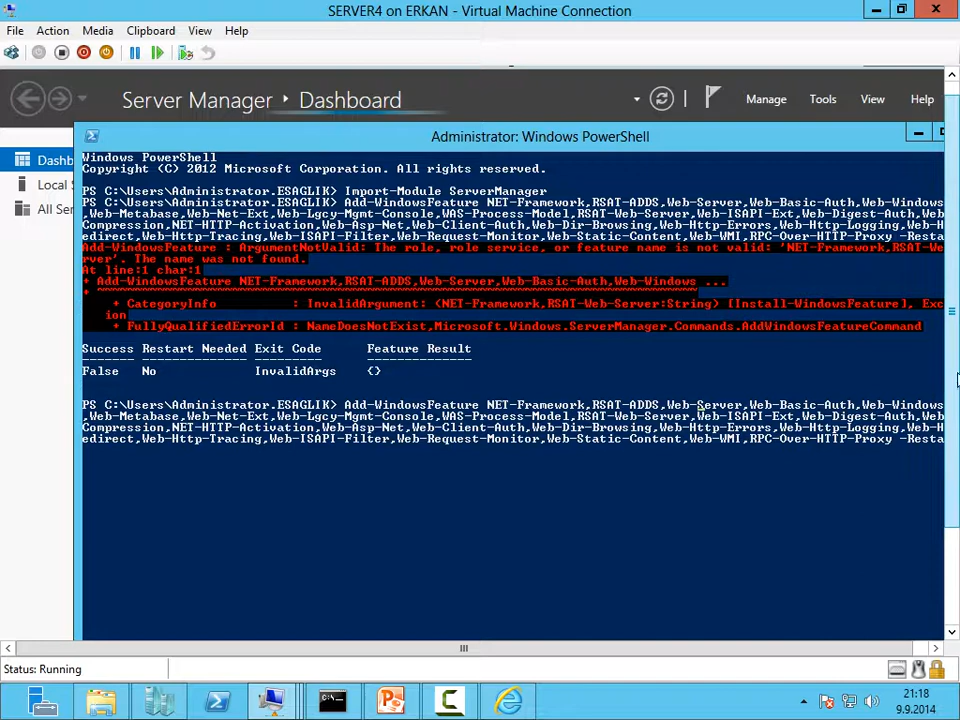 SERVER4 on ERKAN - Virtual Machine Connection
File Action Media Clipboard View Help
Server Manager ‣ Dashboard
Manage Tools View Help
Dashb
Local S
All Ser
Administrator: Windows PowerShell
Windows PowerShell
Copyright (C) 2012 Microsoft Corporation. All rights reserved.
PS C:\Users\Administrator.ESAGLIK> Import-Module ServerManager
PS C:\Users\Administrator.ESAGLIK> Add-WindowsFeature NET-Framework,RSAT-ADDS,Web-Server,Web-Basic-Auth,Web-Windows
,Web-Metabase,Web-Net-Ext,Web-Lgcy-Mgmt-Console,WAS-Process-Model,RSAT-Web-Server,Web-ISAPI-Ext,Web-Digest-Auth,Web
Compression,NET-HTTP-Activation,Web-Asp-Net,Web-Client-Auth,Web-Dir-Browsing,Web-Http-Errors,Web-Http-Logging,Web-H
edirect,Web-Http-Tracing,Web-ISAPI-Filter,Web-Request-Monitor,Web-Static-Content,Web-WMI,RPC-Over-HTTP-Proxy -Resta
Add-WindowsFeature : ArgumentNotValid: The role, role service, or feature name is not valid: 'NET-Framework,RSAT-We
rver'. The name was not found.
At line:1 char:1
+ Add-WindowsFeature NET-Framework,RSAT-ADDS,Web-Server,Web-Basic-Auth,Web-Windows ...
+ ~~~~~~~~~~~~~~~~~~~~~~~~~~~~~~~~~~~~~~~~~~~~~~~~~~~~~~~~~~~~~~~~~~~~~~~~~~~~~~~~
+ CategoryInfo : InvalidArgument: (NET-Framework,RSAT-Web-Server:String) [Install-WindowsFeature], Exc
ion
+ FullyQualifiedErrorId : NameDoesNotExist,Microsoft.Windows.ServerManager.Commands.AddWindowsFeatureCommand
Success Restart Needed Exit Code Feature Result
------- -------------- --------- --------------
False No InvalidArgs {}
PS C:\Users\Administrator.ESAGLIK> Add-WindowsFeature NET-Framework,RSAT-ADDS,Web-Server,Web-Basic-Auth,Web-Windows
,Web-Metabase,Web-Net-Ext,Web-Lgcy-Mgmt-Console,WAS-Process-Model,RSAT-Web-Server,Web-ISAPI-Ext,Web-Digest-Auth,Web
Compression,NET-HTTP-Activation,Web-Asp-Net,Web-Client-Auth,Web-Dir-Browsing,Web-Http-Errors,Web-Http-Logging,Web-H
edirect,Web-Http-Tracing,Web-ISAPI-Filter,Web-Request-Monitor,Web-Static-Content,Web-WMI,RPC-Over-HTTP-Proxy -Resta
Status: Running
21:18
9.9.2014